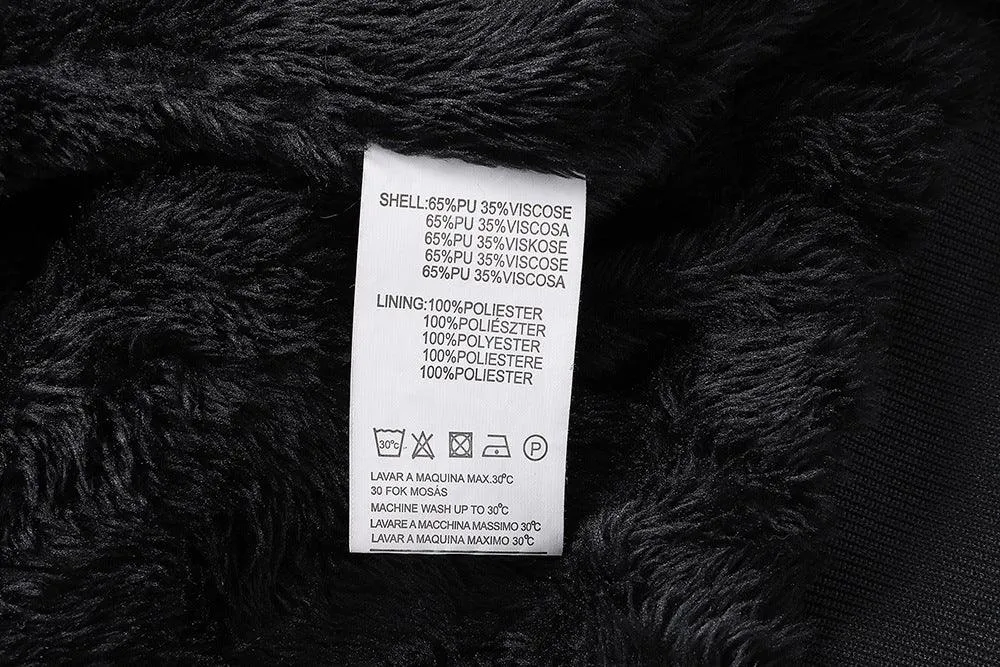 SHELL:65%PU 35%VISCOSE
65%PU 35%VISCOSA
65%PU 35%VISKOSE
65%PU 35%VISCOSE
65%PU 35%VISCOSA
LINING:100%POLIESTER
100%POLIÉSZTER
100%POLYESTER
100%POLIESTERE
100%POLIESTER
30°C P
LAVAR A MAQUINA MAX.30°C
30 FOK MOSÁS
MACHINE WASH UP TO 30°C
LAVARE A MACCHINA MASSIMO 30°C
LAVAR A MAQUINA MAXIMO 30°C